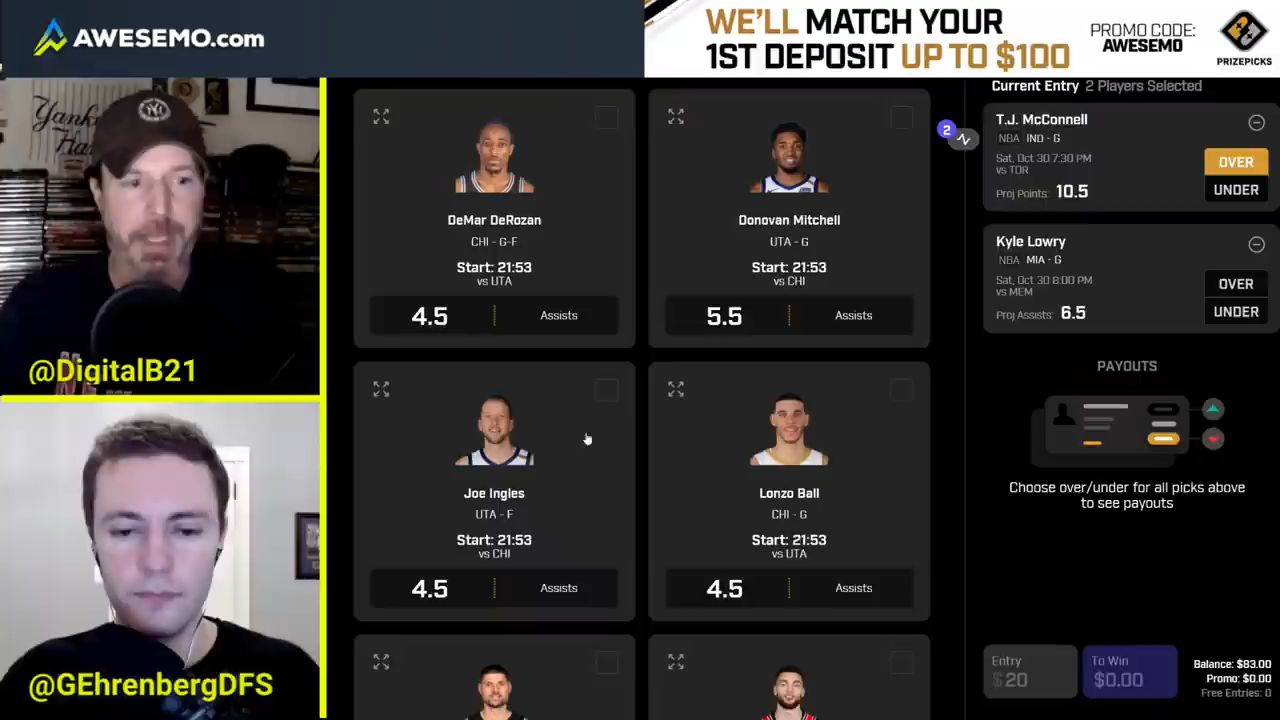 AWESEMO.com
WE'LL MATCH YOUR
1ST DEPOSIT UP TO $100
PROMO CODE:
AWESEMO
PRIZEPICKS
Yankee
@DigitalB21
@GEhrenbergDFS
DeMar DeRozan
CHI - G-F
Start: 21:53
vs UTA
4.5 Assists
Donovan Mitchell
UTA - G
Start: 21:53
vs CHI
5.5 Assists
Joe Ingles
UTA - F
Start: 21:53
vs CHI
4.5 Assists
Lonzo Ball
CHI - G
Start: 21:53
vs UTA
4.5 Assists
2
Current Entry 2 Players Selected
T.J. McConnell
NBA IND - G
Sat, Oct 30 7:30 PM
vs TOR
Proj Points: 10.5
OVER
UNDER
Kyle Lowry
NBA MIA - G
Sat, Oct 30 8:00 PM
vs MEM
Proj Assists: 6.5
OVER
UNDER
PAYOUTS
Choose over/under for all picks above
to see payouts
Entry
$20
To Win
$0.00
Balance: $83.00
Promo: $0.00
Free Entries: 0